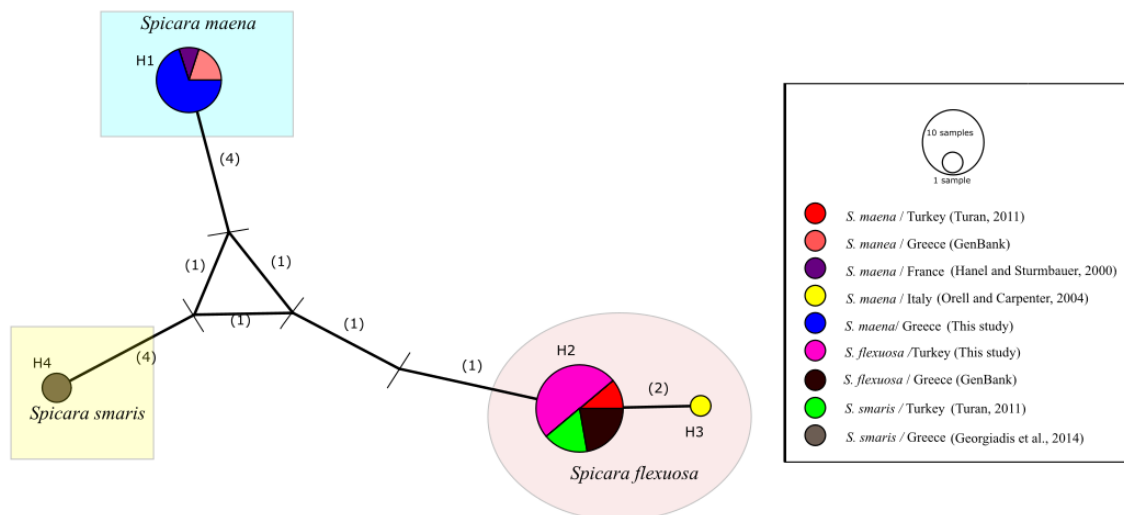 Spicara maena
H1
(4)
(1)
(1)
(1)
(1)
(4)
H4
Spicara smaris
(1)
H2
(2)
H3
Spicara flexuosa
10 samples
1 sample
S. maena / Turkey (Turan, 2011)
S. manea / Greece (GenBank)
S. maena / France (Hanel and Sturmbauer, 2000)
S. maena / Italy (Orell and Carpenter, 2004)
S. maena/ Greece (This study)
S. flexuosa /Turkey (This study)
S. flexuosa / Greece (GenBank)
S. smaris / Turkey (Turan, 2011)
S. smaris / Greece (Georgiadis et al., 2014)